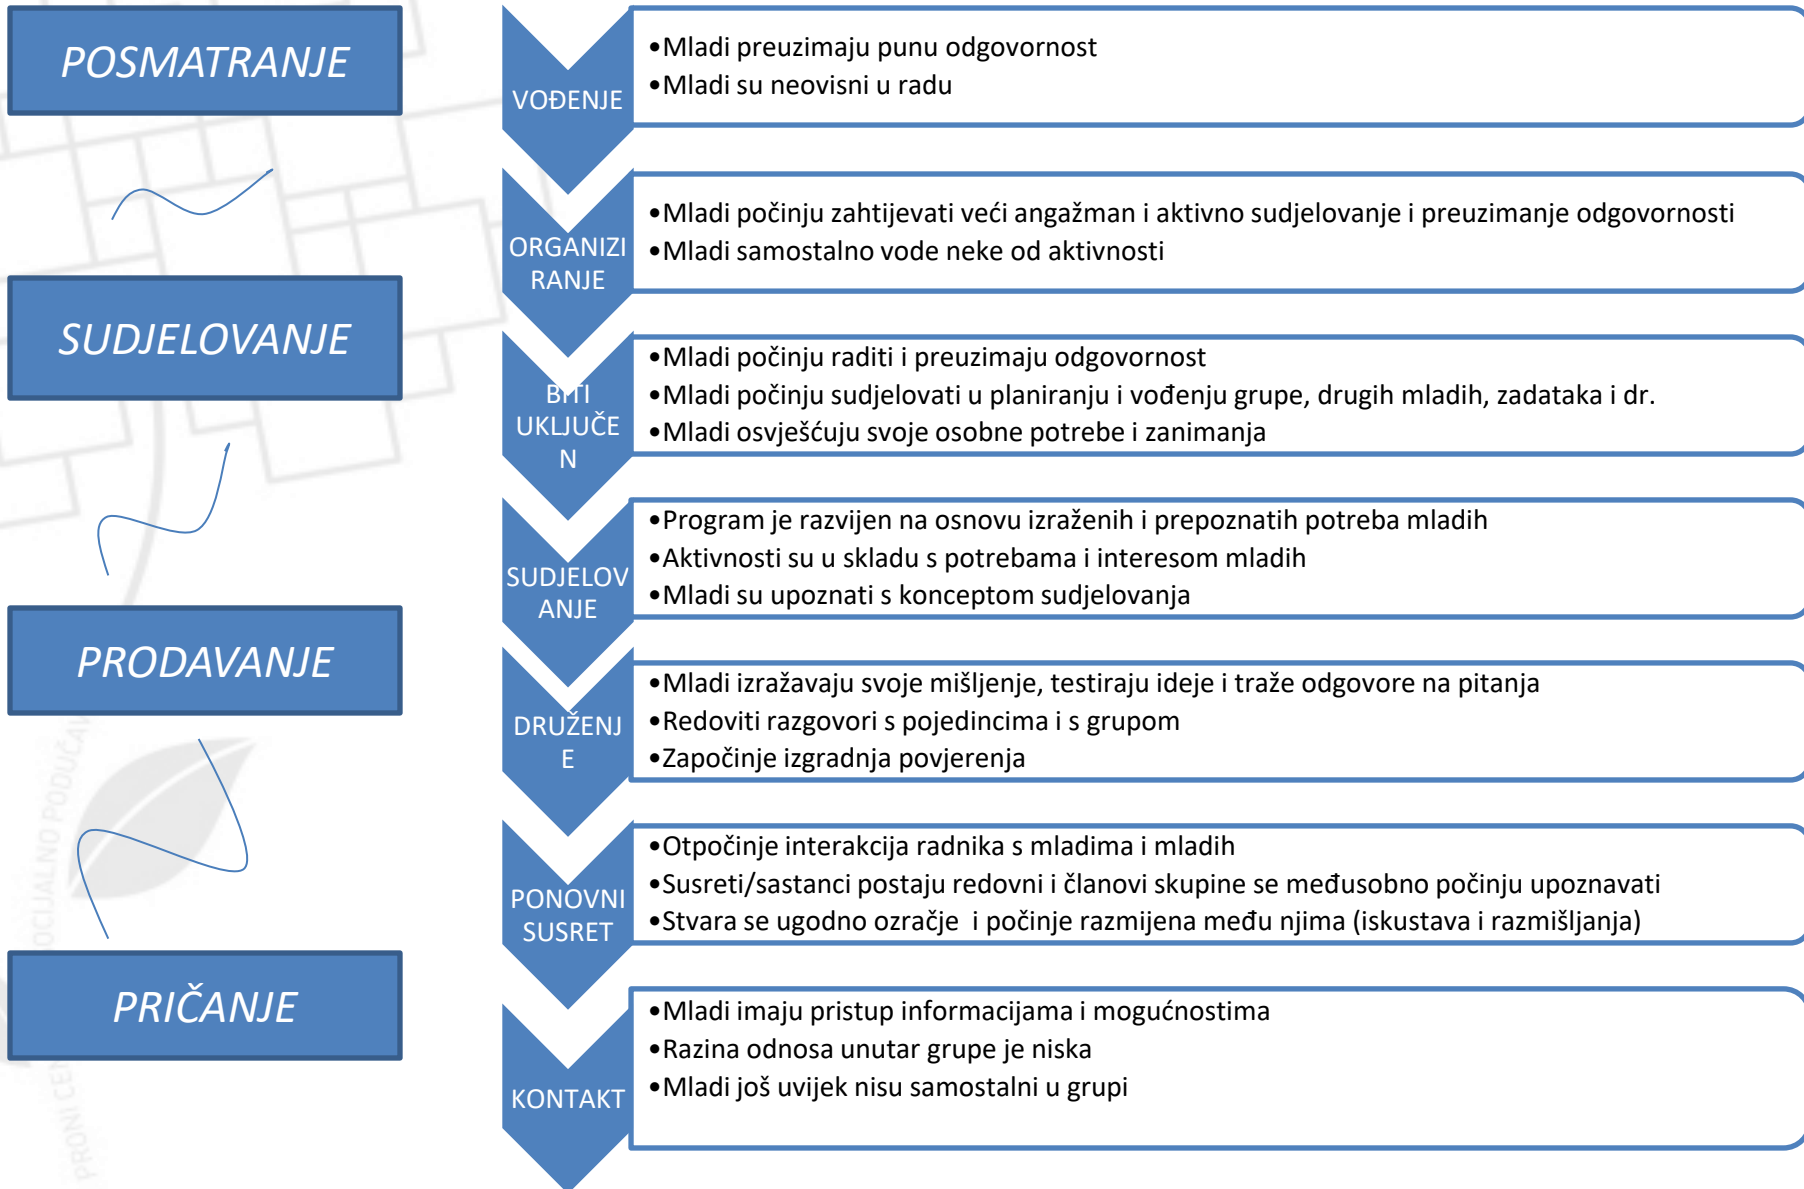 POSMATRANJE
SUDJELOVANJE
PRODAVANJE
PRIČANJE
VOĐENJE
•Mladi preuzimaju punu odgovornost
•Mladi su neovisni u radu
ORGANIZI
RANJE
•Mladi počinju zahtijevati veći angažman i aktivno sudjelovanje i preuzimanje odgovornosti
•Mladi samostalno vode neke od aktivnosti
BITI
UKLJUČE
N
•Mladi počinju raditi i preuzimaju odgovornost
•Mladi počinju sudjelovati u planiranju i vođenju grupe, drugih mladih, zadataka i dr.
•Mladi osvješćuju svoje osobne potrebe i zanimanja
SUDJELOV
ANJE
•Program je razvijen na osnovu izraženih i prepoznatih potreba mladih
•Aktivnosti su u skladu s potrebama i interesom mladih
•Mladi su upoznati s konceptom sudjelovanja
DRUŽENJ
E
•Mladi izražavaju svoje mišljenje, testiraju ideje i traže odgovore na pitanja
•Redoviti razgovori s pojedincima i s grupom
•Započinje izgradnja povjerenja
PONOVNI
SUSRET
•Otpočinje interakcija radnika s mladima i mladih
•Susreti/sastanci postaju redovni i članovi skupine se međusobno počinju upoznavati
•Stvara se ugodno ozračje  i počinje razmijena među njima (iskustava i razmišljanja)
KONTAKT
•Mladi imaju pristup informacijama i mogućnostima
•Razina odnosa unutar grupe je niska
•Mladi još uvijek nisu samostalni u grupi
PRONI